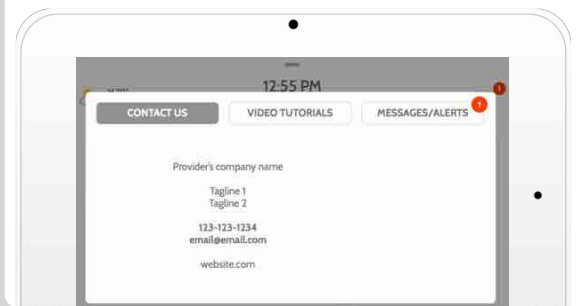 12:55 PM
1
CONTACT US
VIDEO TUTORIALS
MESSAGES/ALERTS
1
Provider's company name
Tagline 1
Tagline 2
123-123-1234
email@email.com
website.com